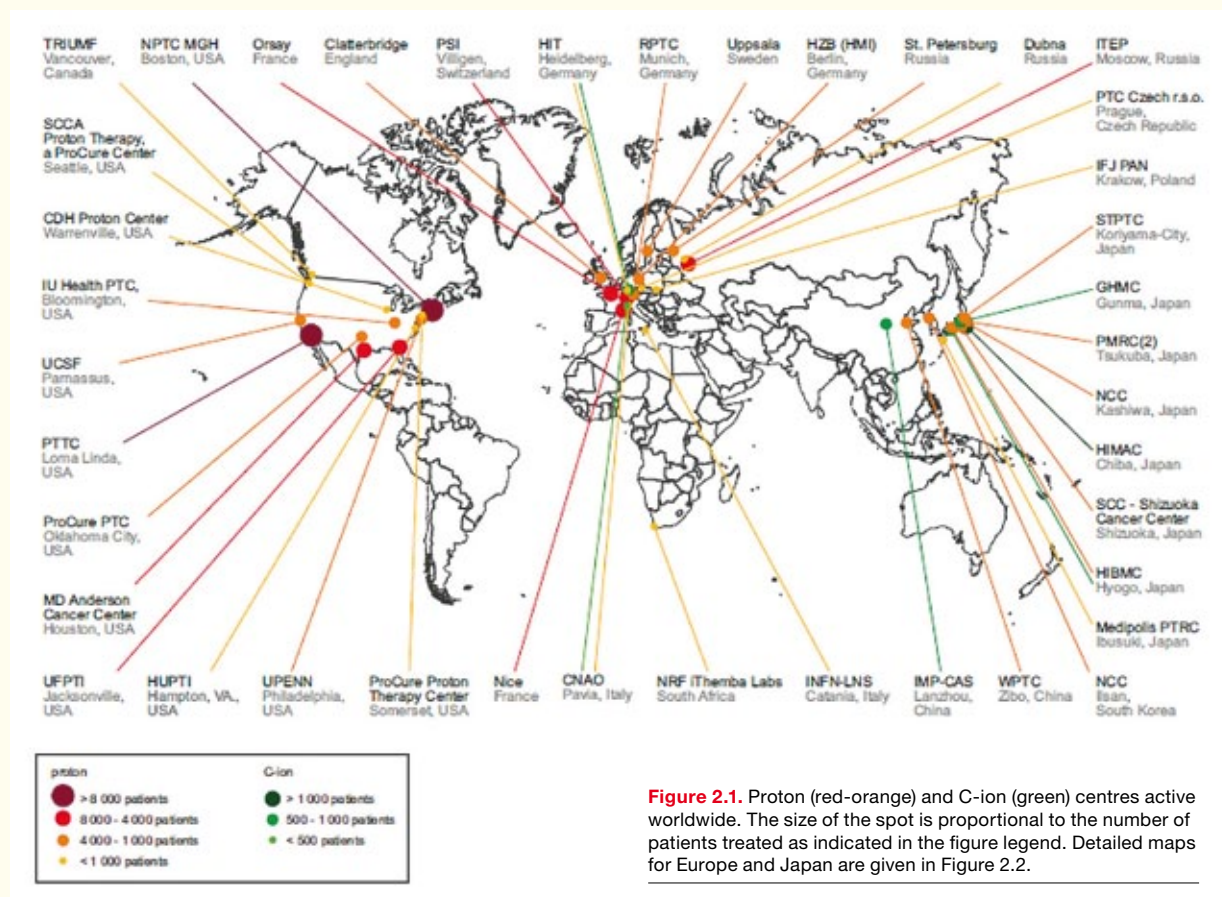 TRIUMF
Vancouver,
Canada
NPTC MGH
Boston, USA
Orsay
France
Clatterbridge
England
PSI
Villigen,
Switzerland
HIT
Heidelberg,
Germany
RPTC
Munich,
Germany
Uppsala
Sweden
HZB (HMI)
Berlin,
Germany
St. Petersburg
Russia
Dubna
Russia
ITEP
Moscow, Russia
PTC Czech r.s.o.
Prague,
Czech Republic
IFJ PAN
Krakow, Poland
STPTC
Koriyama-City,
Japan
GHMC
Gunma, Japan
PMRC(2)
Tsukuba, Japan
NCC
Kashiwa, Japan
HIMAC
Chiba, Japan
SCC - Shizuoka
Cancer Center
Shizuoka, Japan
HIBMC
Hyogo, Japan
Medipolis PTRC
Ibusuki, Japan
SCCA
Proton Therapy,
a ProCure Center
Seattle, USA
CDH Proton Center
Warrenville, USA
IU Health PTC,
Bloomington,
USA
UCSF
Parnassus,
USA
PTTC
Loma Linda,
USA
ProCure PTC
Oklahoma City,
USA
MD Anderson
Cancer Center
Houston, USA
UFPTI
Jacksonville,
USA
HUPTI
Hampton, VA.,
USA
UPENN
Philadelphia,
USA
ProCure Proton
Therapy Center
Somerset, USA
Nice
France
CNAO
Pavia, Italy
NRF iThemba Labs
South Africa
INFN-LNS
Catania, Italy
IMP-CAS
Lanzhou,
China
WPTC
Zibo, China
NCC
Ilsan,
South Korea
proton
> 8 000 patients
8 000 - 4 000 patients
4 000 - 1 000 patients
< 1 000 patients
C-ion
> 1 000 patients
500 - 1 000 patients
< 500 patients
Figure 2.1. Proton (red-orange) and C-ion (green) centres active
worldwide. The size of the spot is proportional to the number of
patients treated as indicated in the figure legend. Detailed maps
for Europe and Japan are given in Figure 2.2.